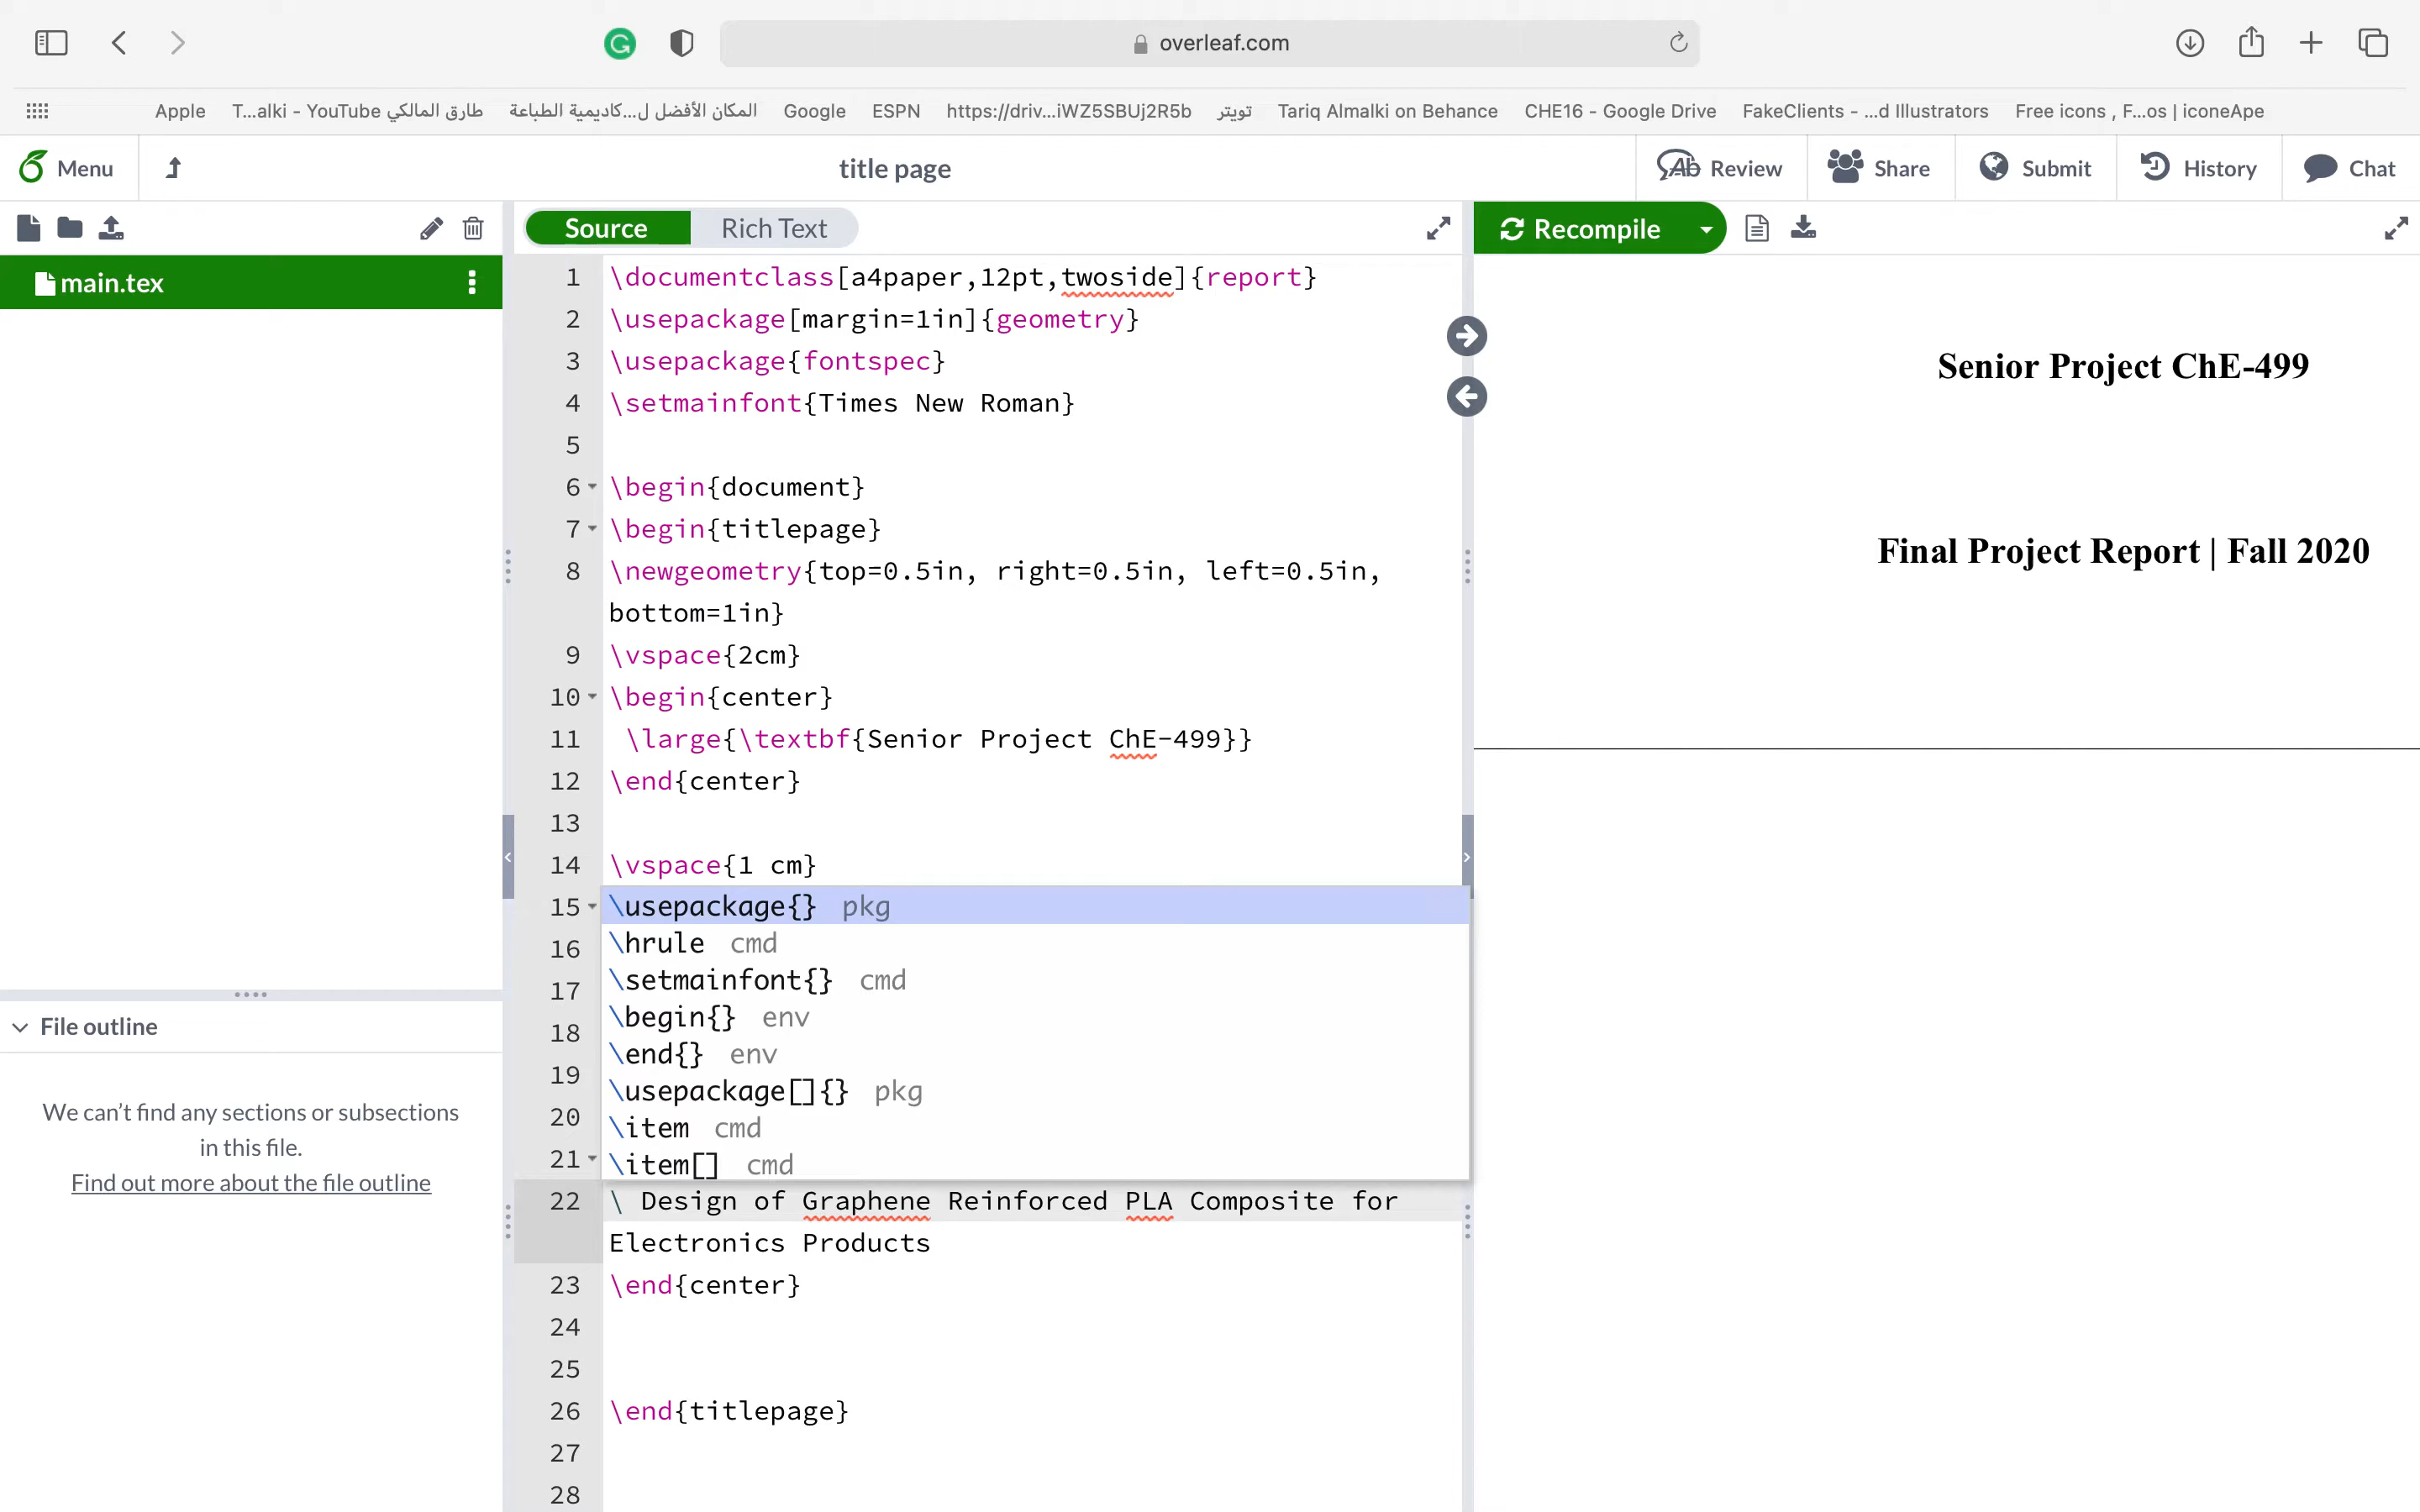 overleaf.com
Apple T...alki - YouTube طارق المالكي المكان الأفضل ل...كاديمية الطباعة Google ESPN https://driv...iWZ5SBUj2R5b تويتر Tariq Almalki on Behance CHE16 - Google Drive FakeClients - ...d Illustrators Free icons , F...os | iconeApe
Menu title page Ab Review Share Submit History Chat
Source Rich Text Recompile
main.tex
1 \documentclass[a4paper,12pt,twoside]{report}
2 \usepackage[margin=1in]{geometry}
3 \usepackage{fontspec}
4 \setmainfont{Times New Roman}
5
6 \begin{document}
7 \begin{titlepage}
8 \newgeometry{top=0.5in, right=0.5in, left=0.5in,
bottom=1in}
9 \vspace{2cm}
10 \begin{center}
11 \large{\textbf{Senior Project ChE-499}}
12 \end{center}
13
14 \vspace{1 cm}
15 \usepackage{} pkg
16 \hrule cmd
17 \setmainfont{} cmd
18 \begin{} env
19 \end{} env
\usepackage[]{} pkg
20 \item cmd
21 \item[] cmd
22 \ Design of Graphene Reinforced PLA Composite for
Electronics Products
23 \end{center}
24
25
26 \end{titlepage}
27
28
File outline
We can't find any sections or subsections
in this file.
Find out more about the file outline
Senior Project ChE-499
Final Project Report | Fall 2020